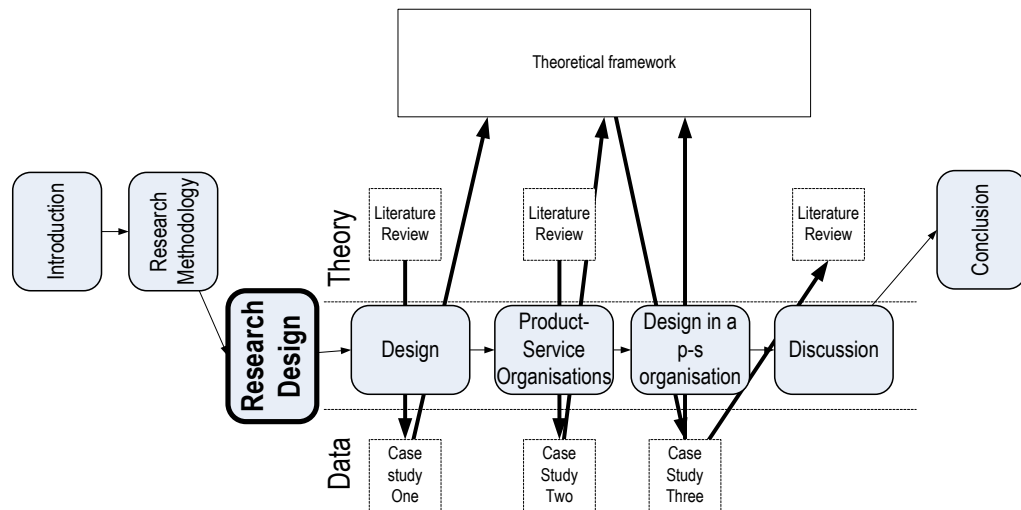 Theoretical framework
Introduction
Research
Methodology
Research
Design
Theory
Literature
Review
Literature
Review
Literature
Review
Conclusion
Design
Product-
Service
Organisations
Design in a
p-s
organisation
Discussion
Data
Case
study
One
Case
Study
Two
Case
Study
Three